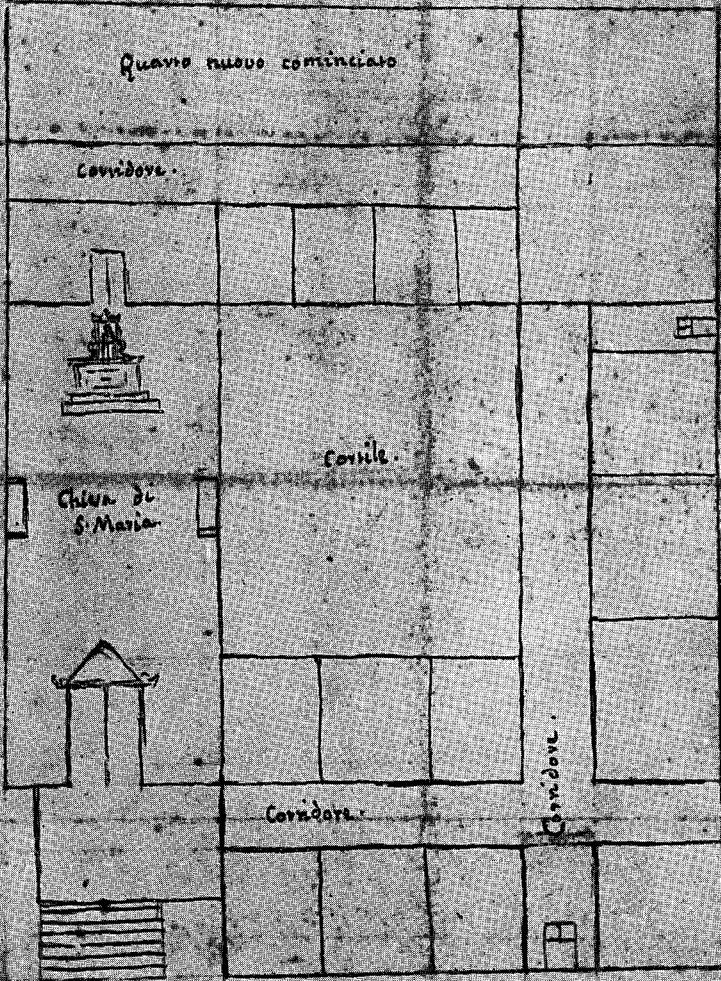 Quarto nuovo cominciato
Corridore.
Cortile.
Chiesa di
S. Maria
Corridore.
Corridore.